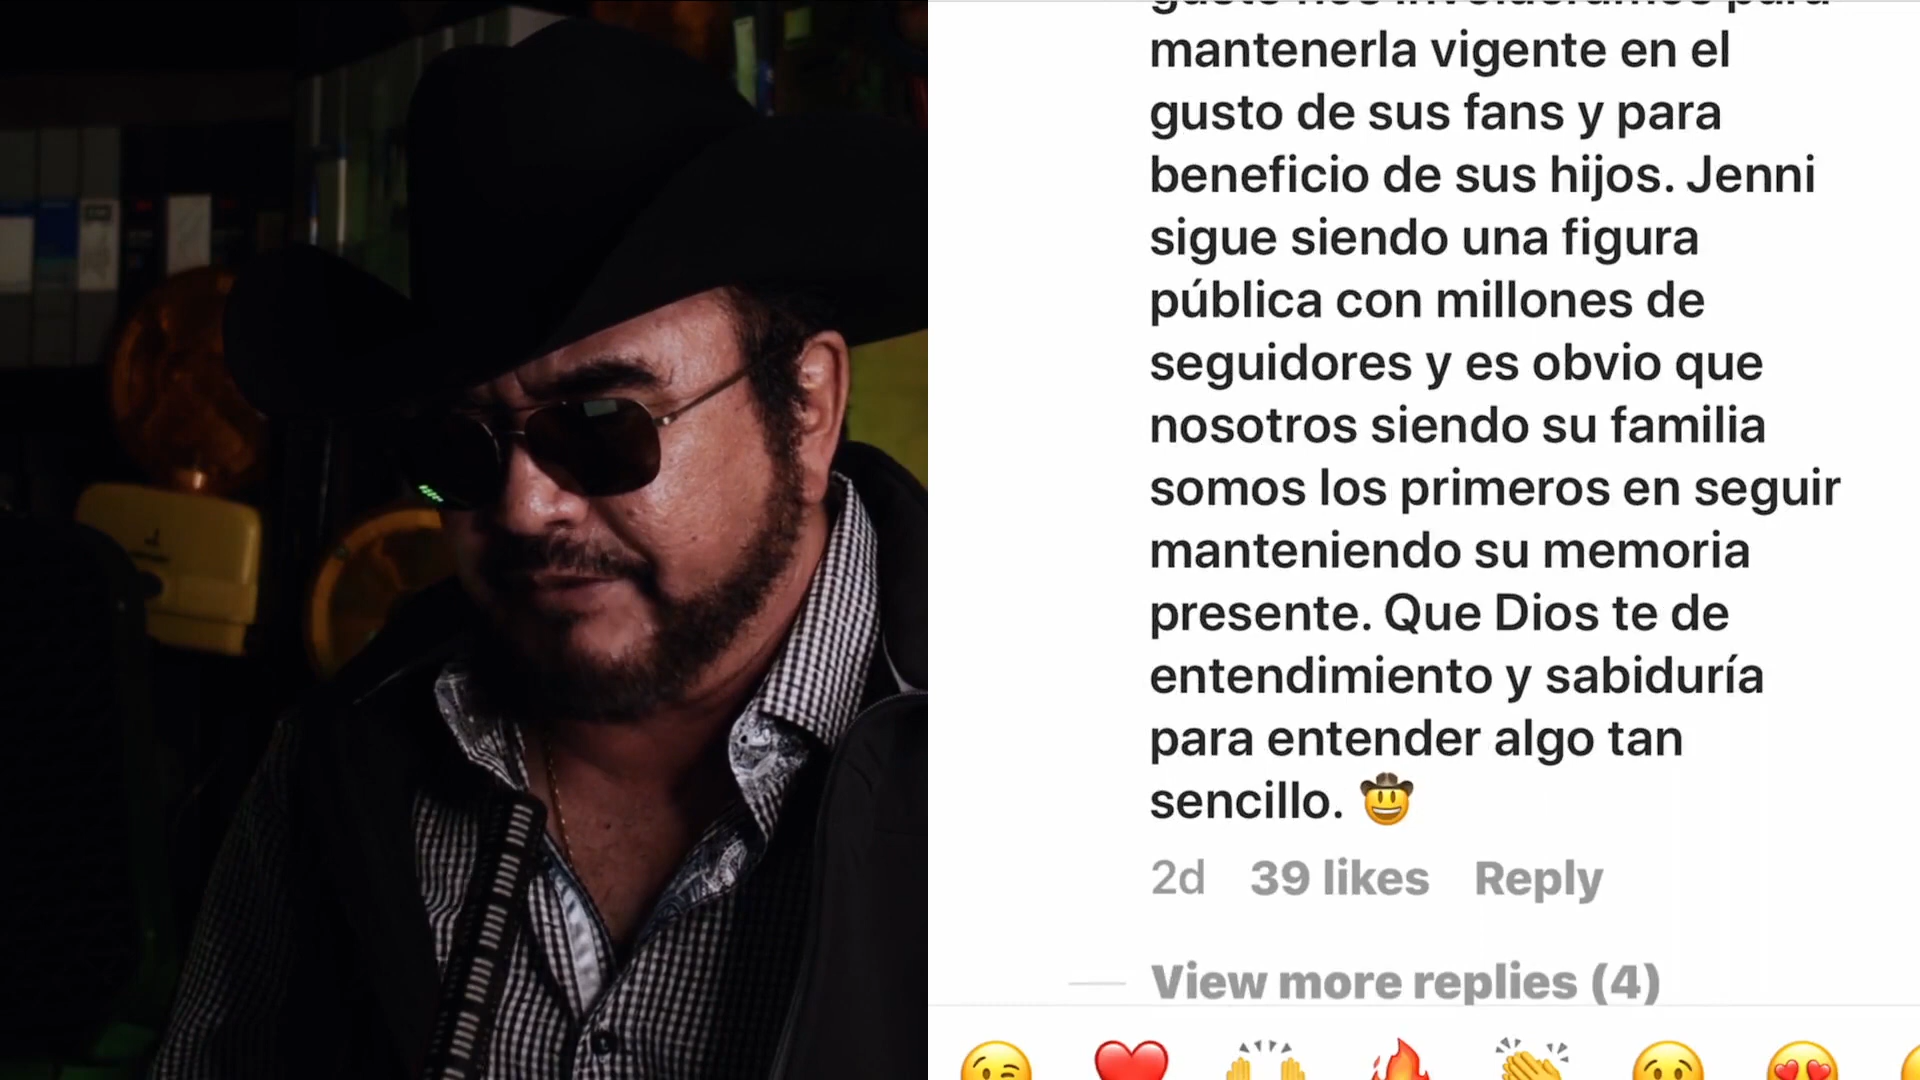 mantenerla vigente en el
gusto de sus fans y para
beneficio de sus hijos. Jenni
sigue siendo una figura
pública con millones de
seguidores y es obvio que
nosotros siendo su familia
somos los primeros en seguir
manteniendo su memoria
presente. Que Dios te de
entendimiento y sabiduría
para entender algo tan
sencillo. 🤠
2d 39 likes Reply
View more replies (4)